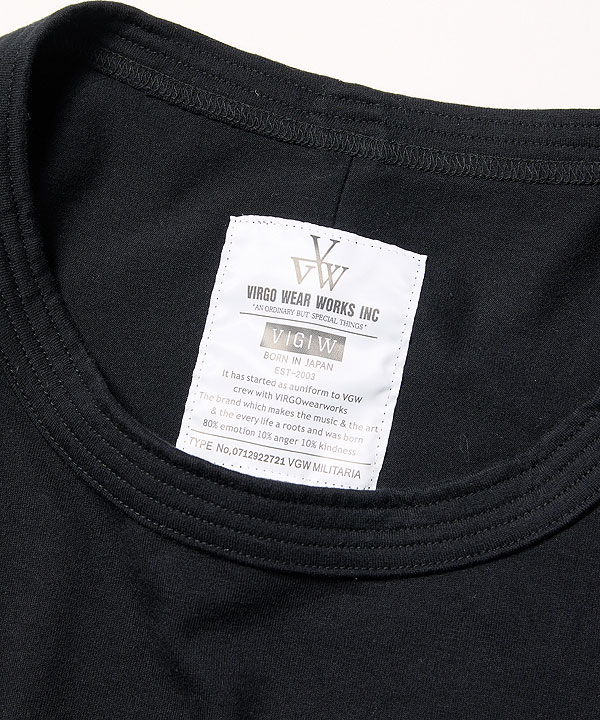 V
VW
VIRGO WEAR WORKS INC
"AN ORDINARY BUT SPECIAL THINGS"
V|G|W
BORN IN JAPAN
EST-2003
It has started as auniform to VGW
crew with VIRGOwearworks
The brand which makes the music & the art
& the every life a roots and was born
80% emotion 10% anger 10% kindness
TYPE No,0712922721 VGW MILITARIA